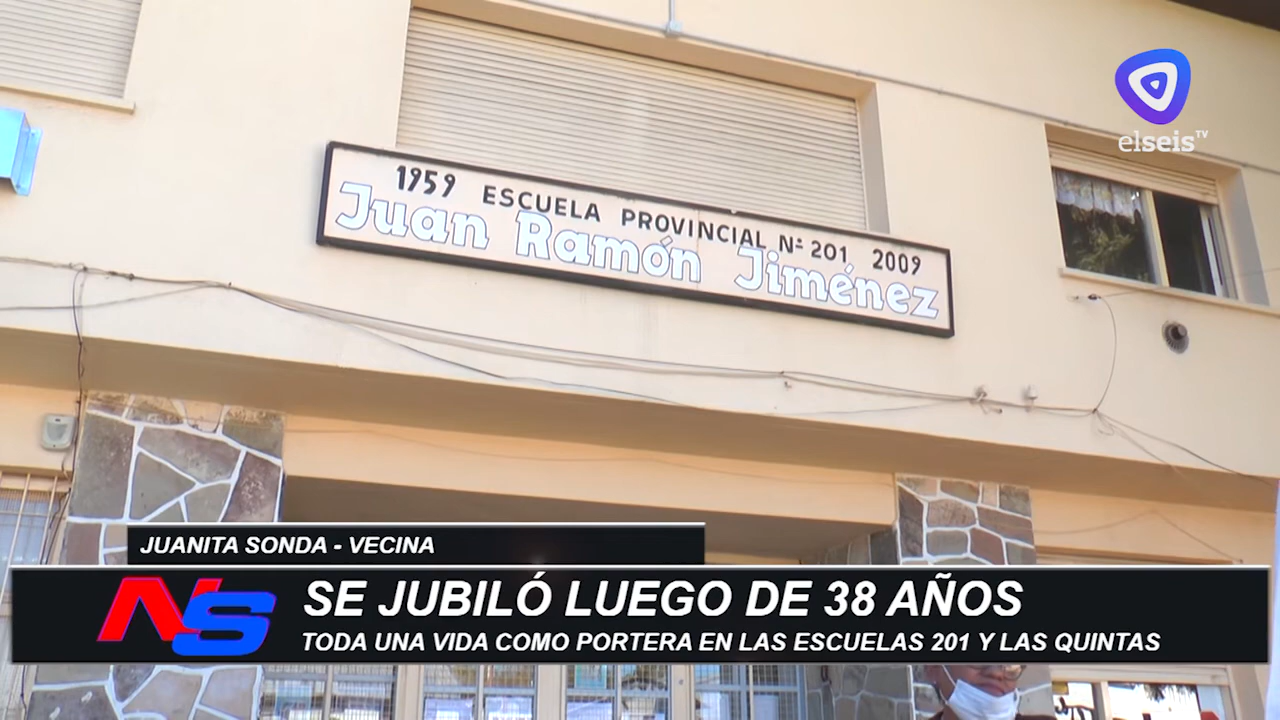 elseis TV
1959 ESCUELA PROVINCIAL Nº 201 2009
Juan Ramón Jiménez
JUANITA SONDA - VECINA
NS
SE JUBILÓ LUEGO DE 38 AÑOS
TODA UNA VIDA COMO PORTERA EN LAS ESCUELAS 201 Y LAS QUINTAS